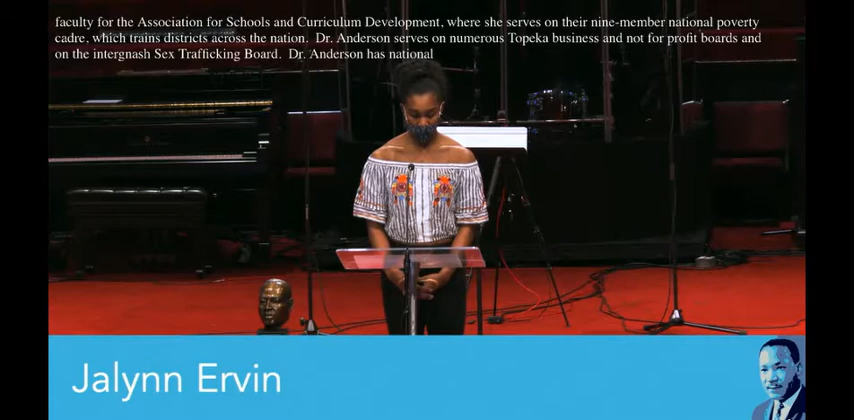 faculty for the Association for Schools and Curriculum Development, where she serves on their nine-member national poverty
cadre, which trains districts across the nation.  Dr. Anderson serves on numerous Topeka business and not for profit boards and
on the intergnash Sex Trafficking Board.  Dr. Anderson has national
Jalynn Ervin